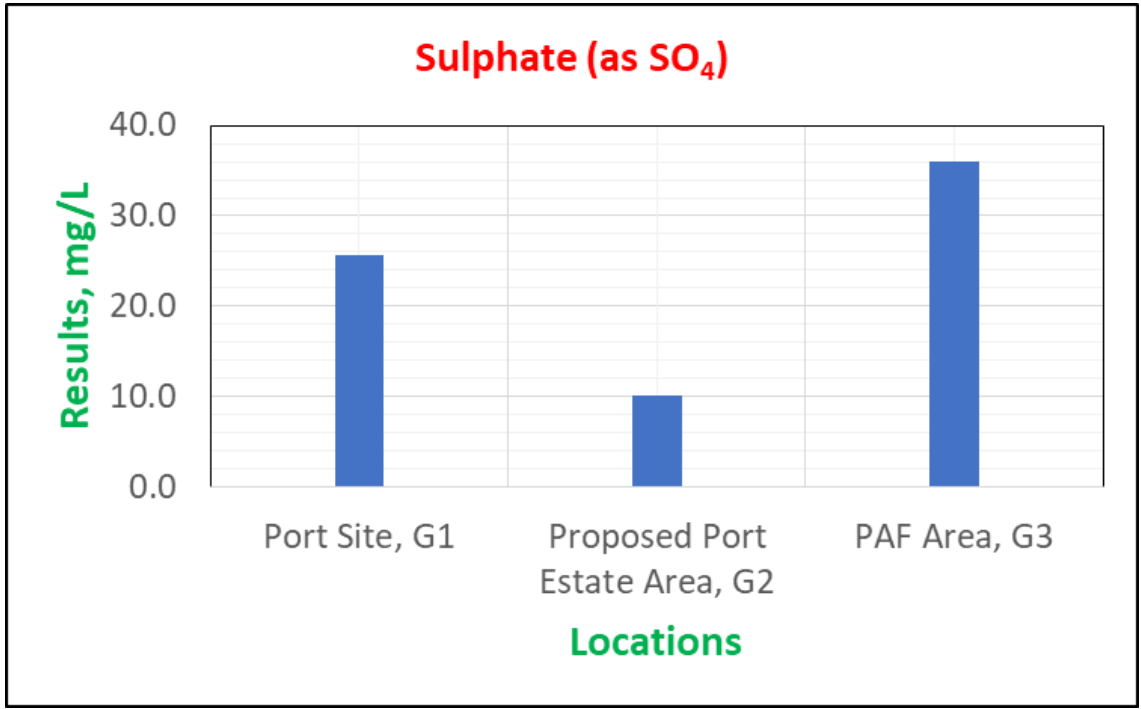 Sulphate (as SO₄)
Results, mg/L
40.0
30.0
20.0
10.0
0.0
Port Site, G1
Proposed Port
Estate Area, G2
PAF Area, G3
Locations